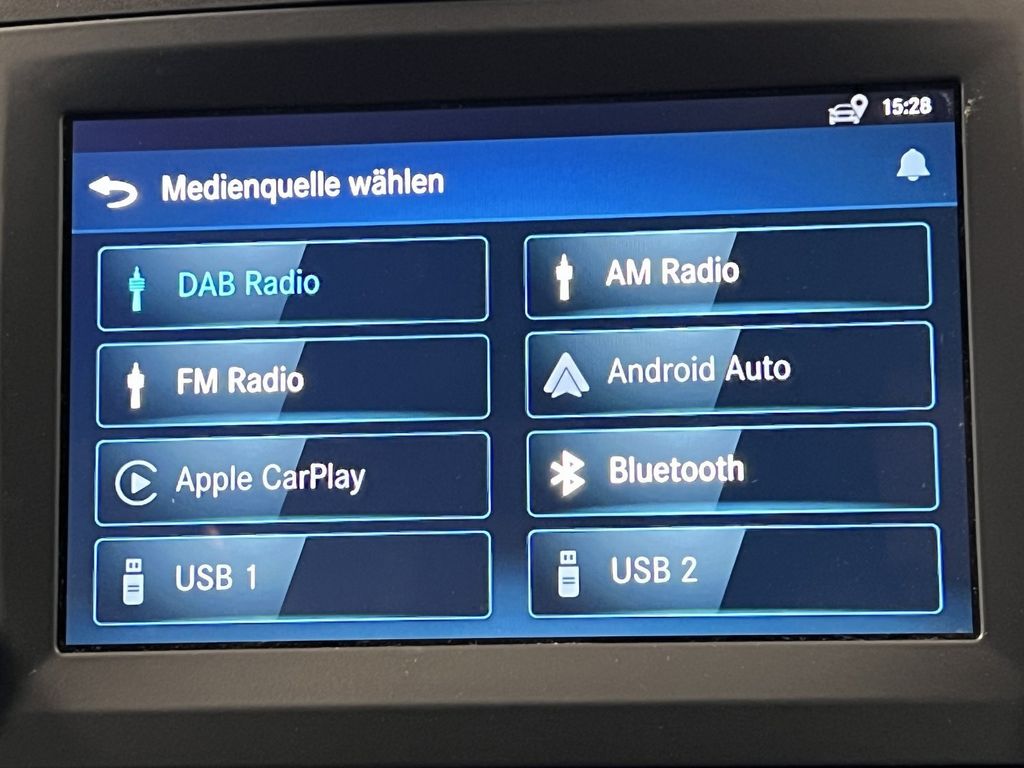 15:28
Medienquelle wählen
DAB Radio
AM Radio
FM Radio
Android Auto
Apple CarPlay
Bluetooth
USB 1
USB 2